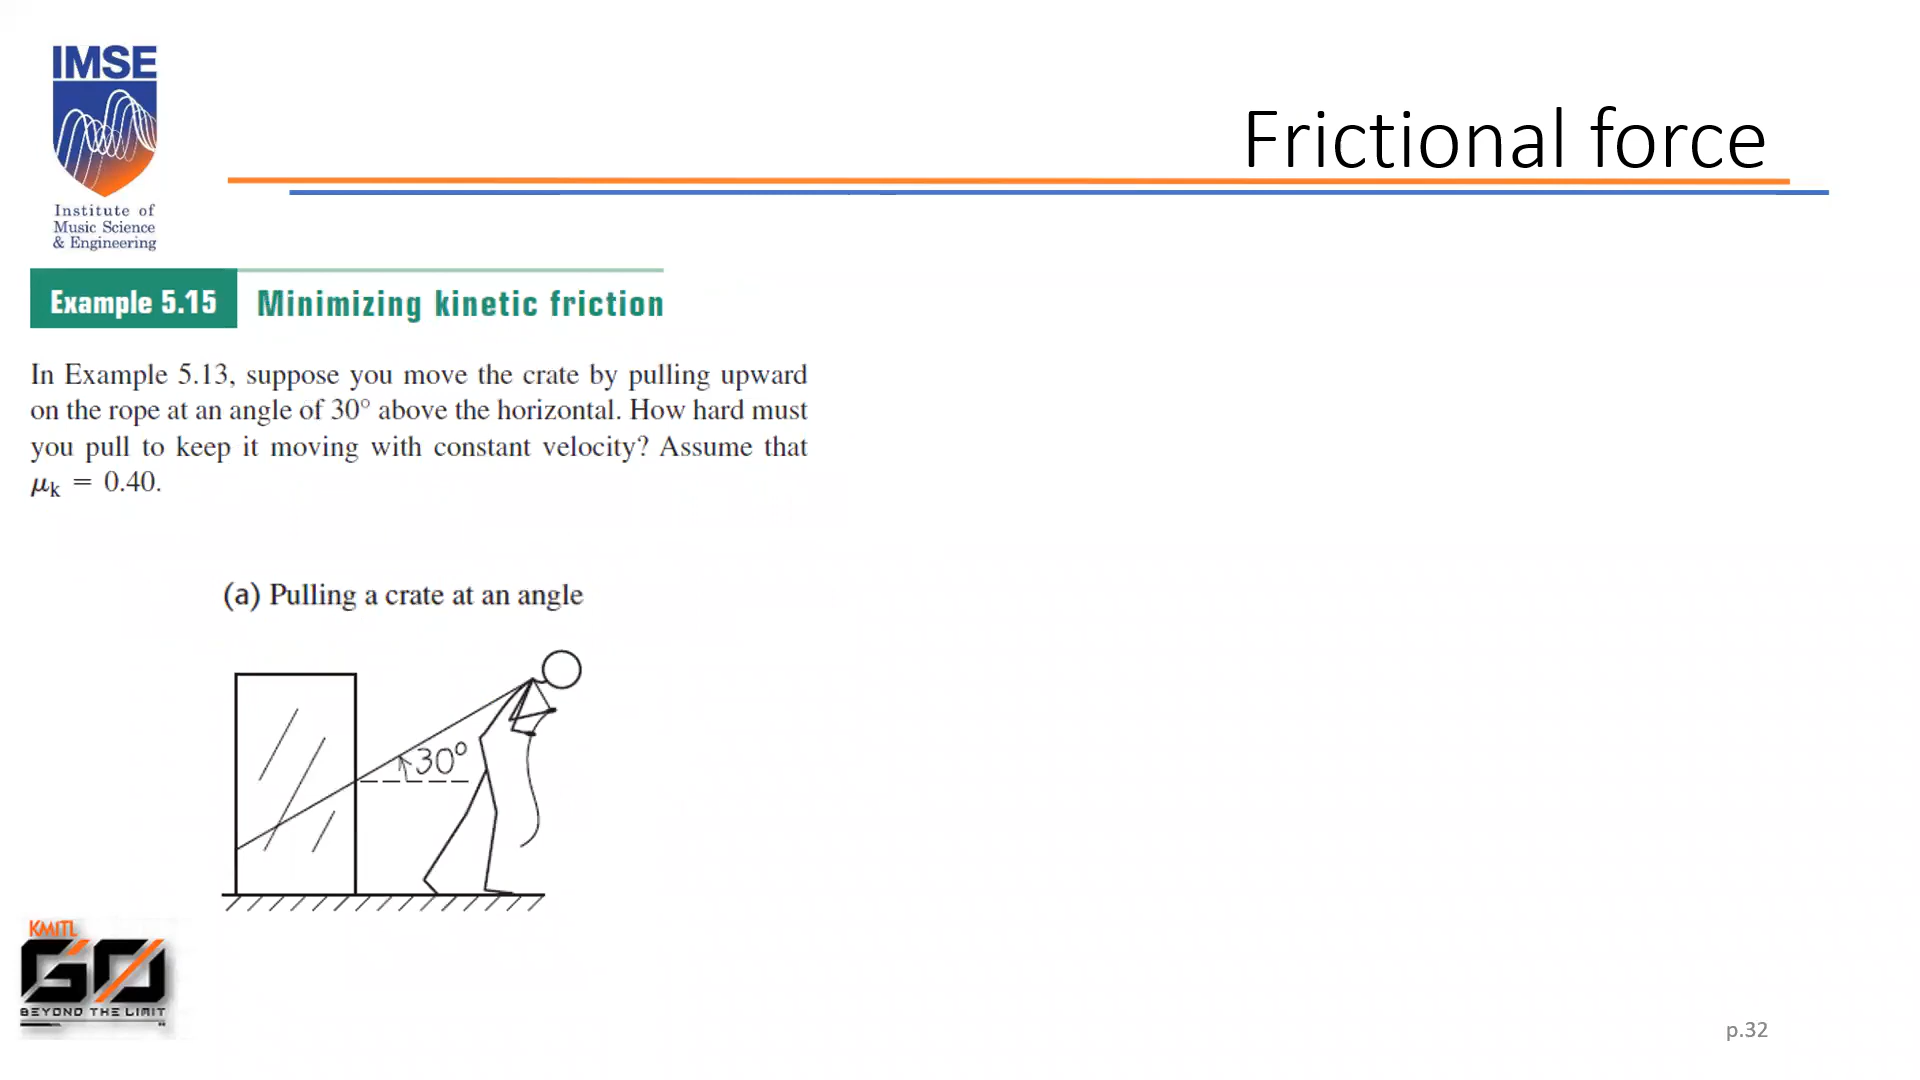 IMSE
Institute of
Music Science
& Engineering
Frictional force
Example 5.15 Minimizing kinetic friction
In Example 5.13, suppose you move the crate by pulling upward
on the rope at an angle of 30° above the horizontal. How hard must
you pull to keep it moving with constant velocity? Assume that
μk = 0.40.
(a) Pulling a crate at an angle
30°
KMITL
GO
BEYOND THE LIMIT
p.32